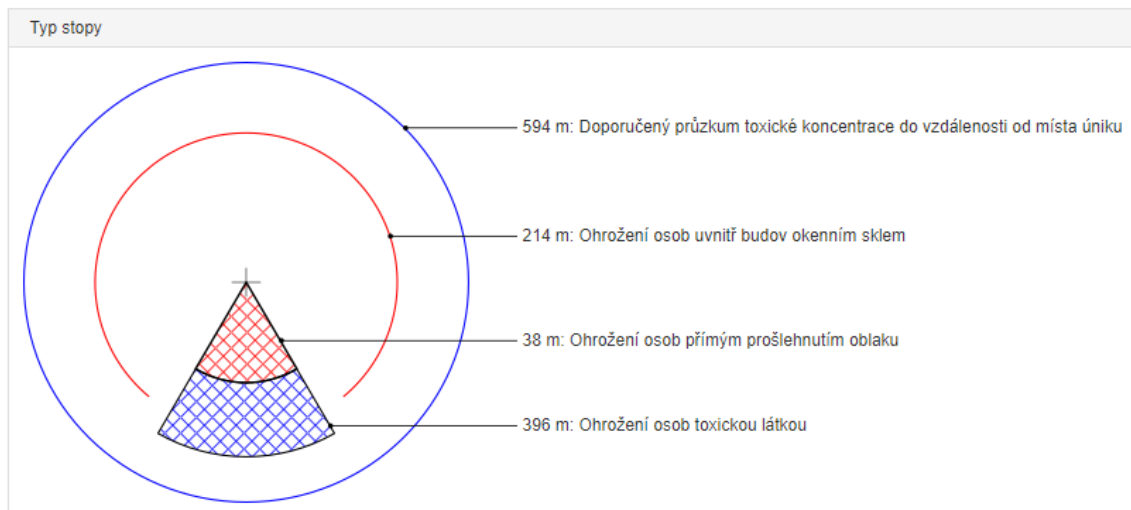 Typ stopy
594 m: Doporučený průzkum toxické koncentrace do vzdálenosti od místa úniku
214 m: Ohrožení osob uvnitř budov okenním sklem
38 m: Ohrožení osob přímým prošlehnutím oblaku
396 m: Ohrožení osob toxickou látkou